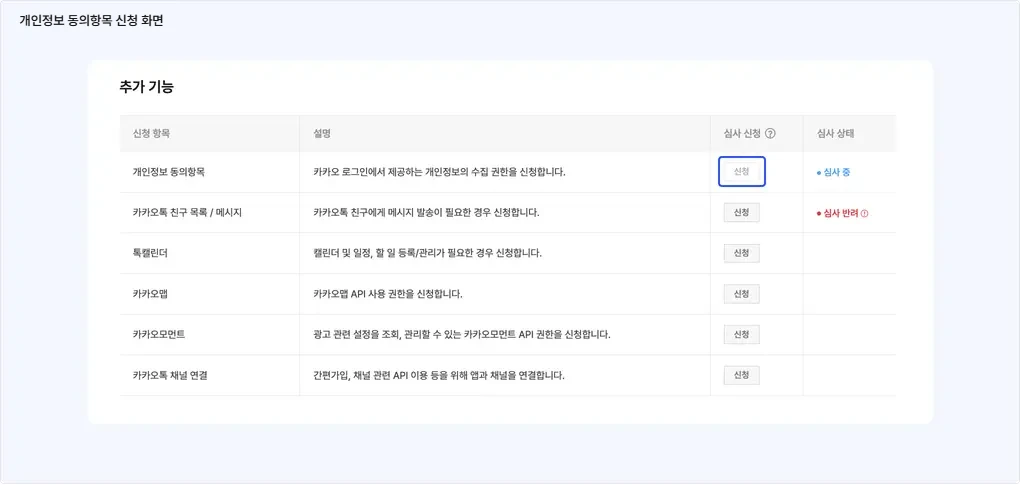 개인정보 동의항목 신청 화면
추가 기능
신청 항목 설명 심사 신청 ? 심사 상태
개인정보 동의항목 카카오 로그인에서 제공하는 개인정보의 수집 권한을 신청합니다. 신청 • 심사 중
카카오톡 친구 목록 / 메시지 카카오톡 친구에게 메시지 발송이 필요한 경우 신청합니다. 신청 • 심사 반려 !
톡캘린더 캘린더 및 일정, 할 일 등록/관리가 필요한 경우 신청합니다. 신청
카카오맵 카카오맵 API 사용 권한을 신청합니다. 신청
카카오모먼트 광고 관련 설정을 조회, 관리할 수 있는 카카오모먼트 API 권한을 신청합니다. 신청
카카오톡 채널 연결 간편가입, 채널 관련 API 이용 등을 위해 앱과 채널을 연결합니다. 신청